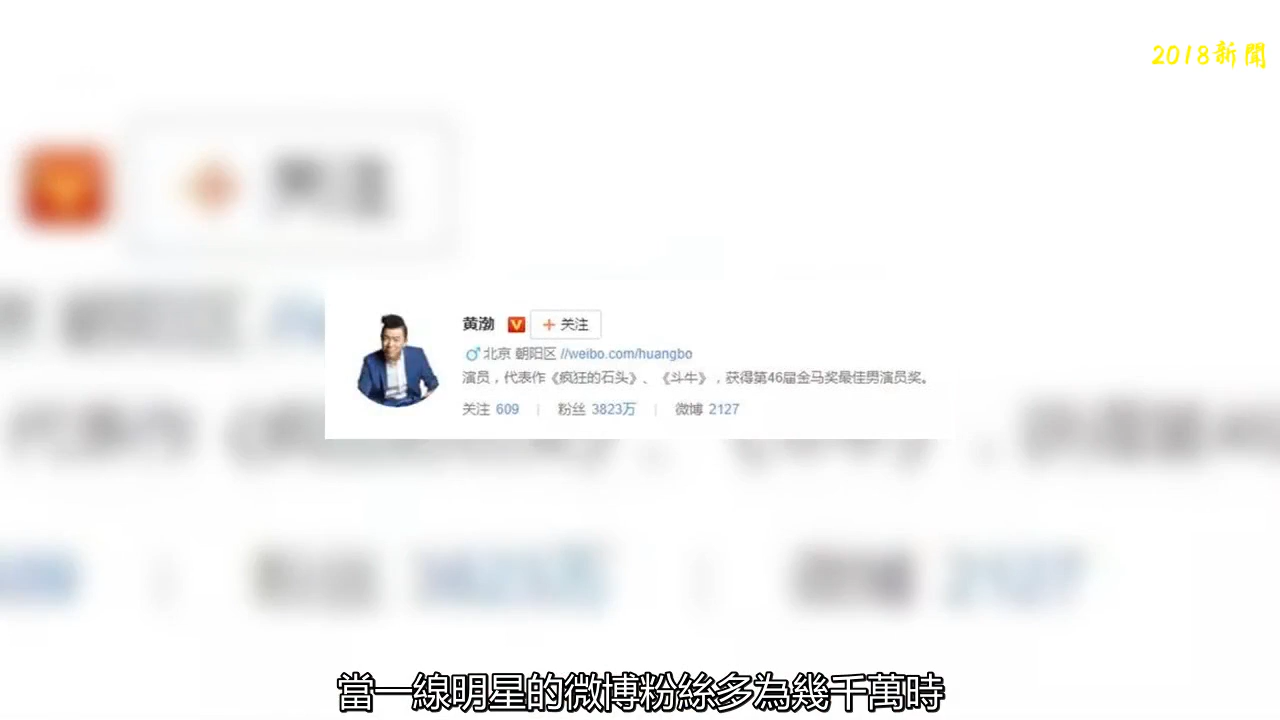 2018新聞
黄渤 V + 关注
♂北京 朝阳区 //weibo.com/huangbo
演员，代表作《疯狂的石头》、《斗牛》，获得第46届金马奖最佳男演员奖。
关注 609 | 粉丝 3823万 | 微博 2127
當一線明星的微博粉絲多為幾千萬時